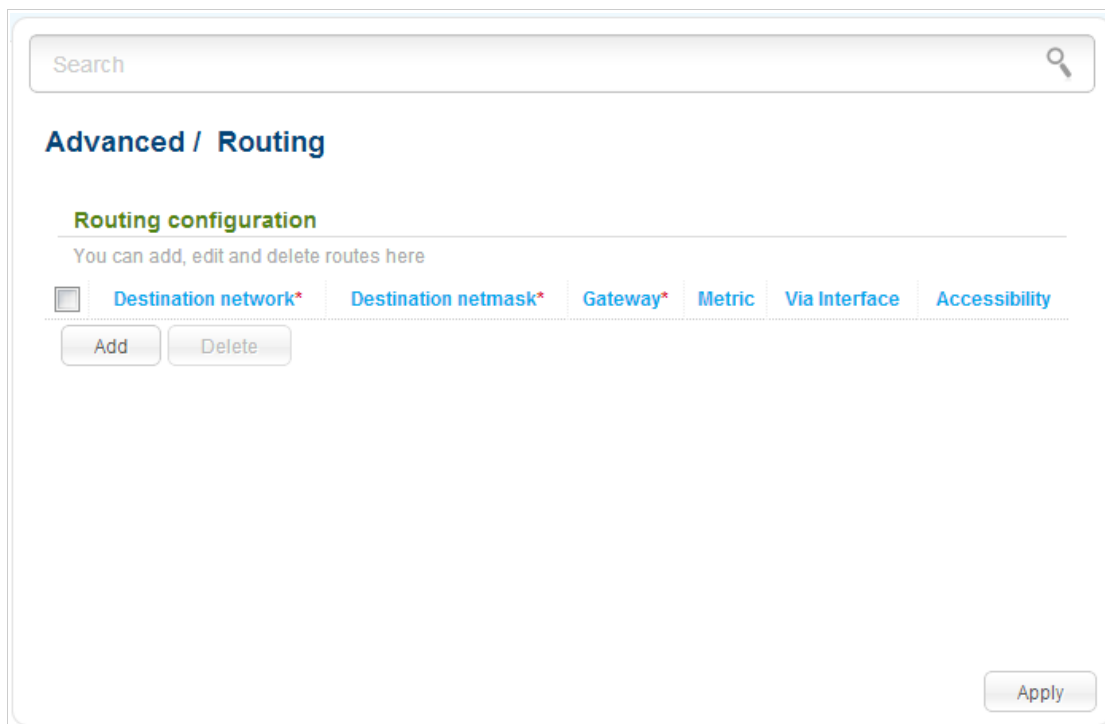 Search
Advanced / Routing
Routing configuration
You can add, edit and delete routes here
Destination network* Destination netmask* Gateway* Metric Via Interface Accessibility
Add Delete
Apply